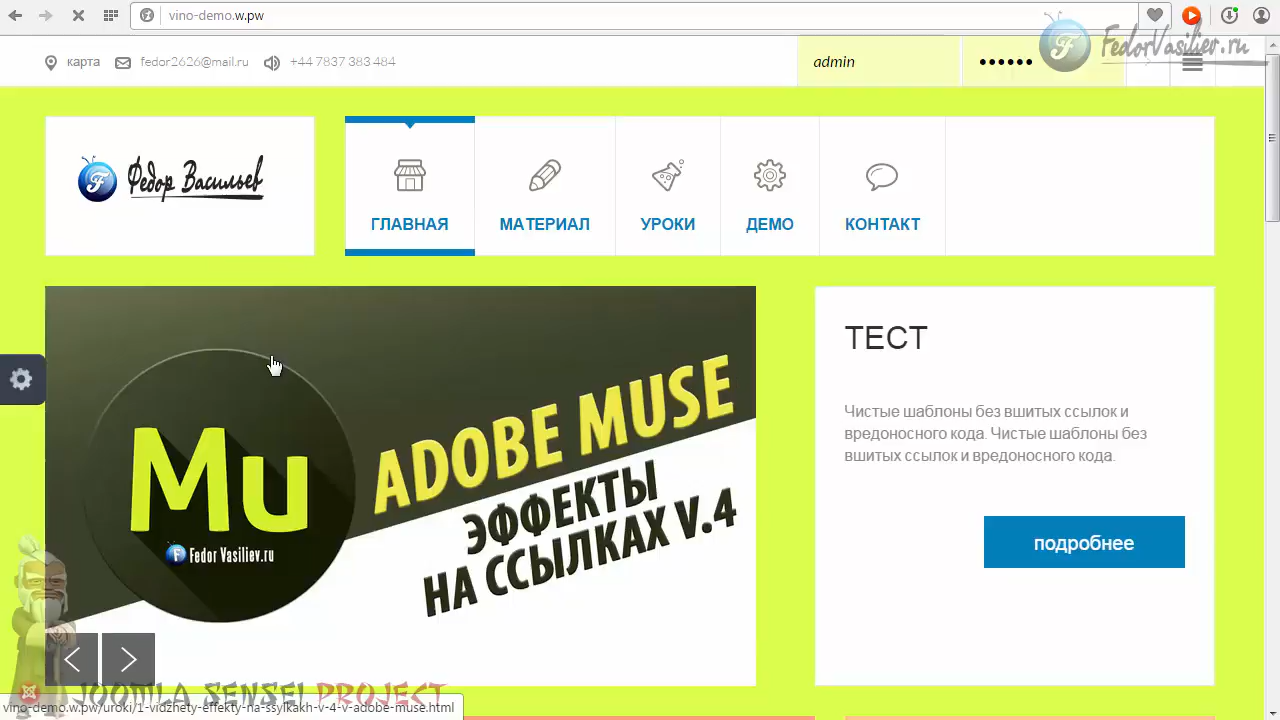 vino-demo.w.pw
карта
fedor2626@mail.ru
+44 7837 383 484
admin
••••••
FedorVasiliev.ru
Федор Васильев
ГЛАВНАЯ
МАТЕРИАЛ
УРОКИ
ДЕМО
КОНТАКТ
Mu
Fedor Vasiliev.ru
ADOBE MUSE
ЭФФЕКТЫ
НА ССЫЛКАХ V.4
ТЕСТ
Чистые шаблоны без вшитых ссылок и
вредоносного кода. Чистые шаблоны без
вшитых ссылок и вредоносного кода.
подробнее
JOOMLA SENSEI PROJECT
vino-demo.w.pw/uroki/1-vidzhety-effekty-na-ssylkakh-v-4-v-adobe-muse.html